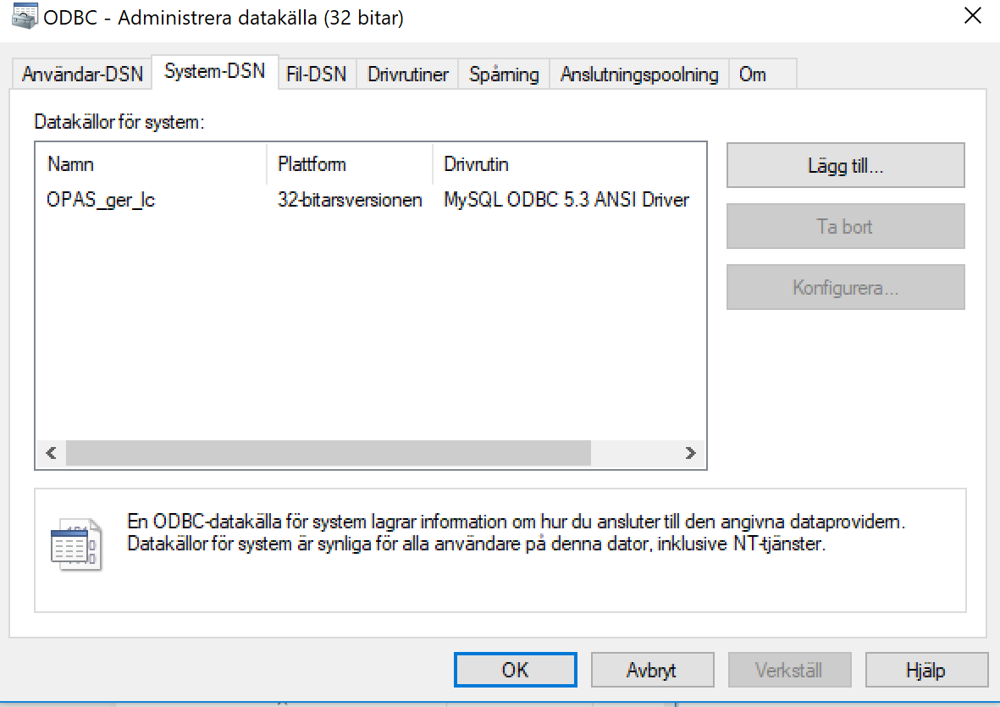 ODBC - Administrera datakälla (32 bitar)
Användar-DSN System-DSN Fil-DSN Drivrutiner Spårning Anslutningspoolning Om
Datakällor för system:
Namn Plattform Drivrutin
OPAS_ger_lc 32-bitarsversionen MySQL ODBC 5.3 ANSI Driver
Lägg till...
Ta bort
Konfigurera...
En ODBC-datakälla för system lagrar information om hur du ansluter till den angivna dataprovidern.
Datakällor för system är synliga för alla användare på denna dator, inklusive NT-tjänster.
OK Avbryt Verkställ Hjälp